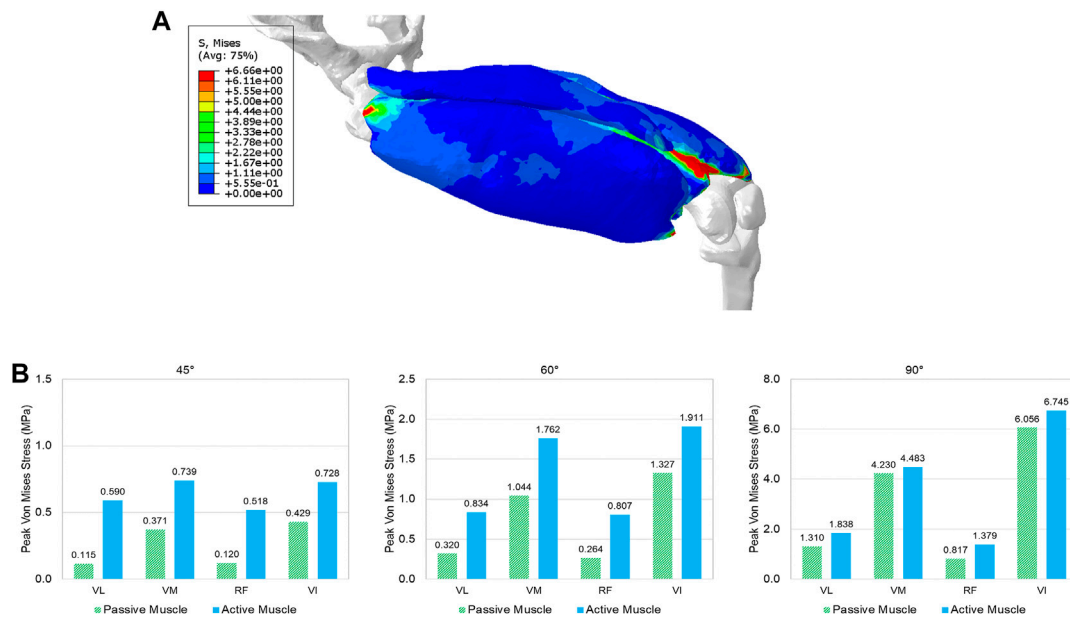 A
S, Mises
(Avg: 75%)
+6.66e+00
+6.11e+00
+5.55e+00
+5.00e+00
+4.44e+00
+3.89e+00
+3.33e+00
+2.78e+00
+2.22e+00
+1.67e+00
+1.11e+00
+5.55e-01
+0.00e+00
B
45°
Peak Von Mises Stress (MPa)
1.5
1.0
0.5
0.0
0.115
0.590
0.371
0.739
0.120
0.518
0.429
0.728
VL VM RF VI
Passive Muscle Active Muscle
60°
Peak Von Mises Stress (MPa)
2.5
2.0
1.5
1.0
0.5
0.0
0.320
0.834
1.044
1.762
0.264
0.807
1.327
1.911
VL VM RF VI
Passive Muscle Active Muscle
90°
Peak Von Mises Stress (MPa)
8.0
6.0
4.0
2.0
0.0
1.310
1.838
4.230
4.483
0.817
1.379
6.056
6.745
VL VM RF VI
Passive Muscle Active Muscle